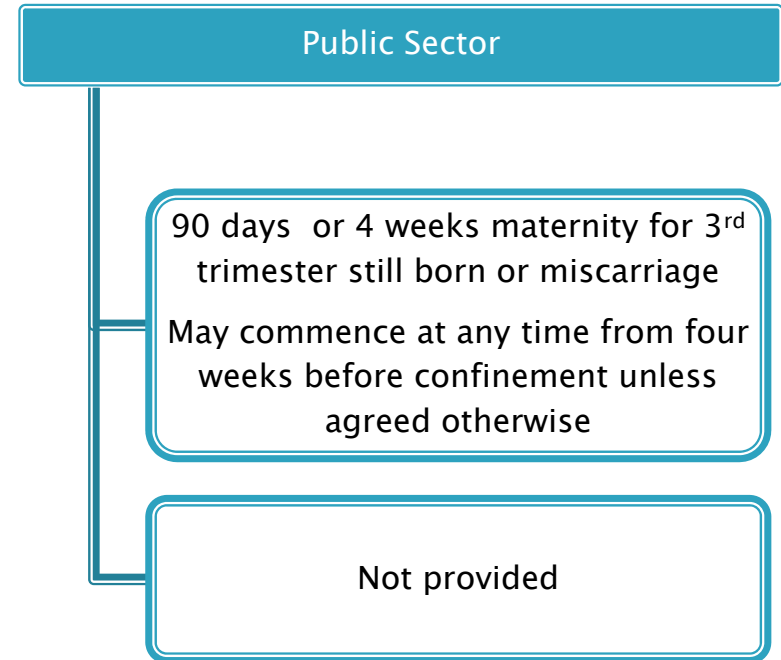 Public Sector
90 days or 4 weeks maternity for 3rd
trimester still born or miscarriage
May commence at any time from four
weeks before confinement unless
agreed otherwise
Not provided